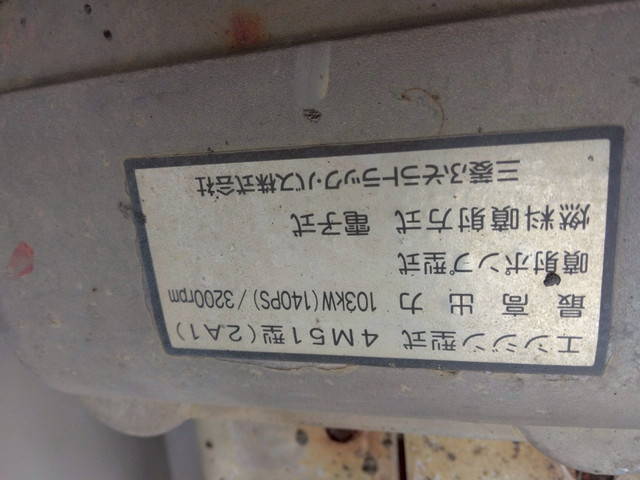 エンジン型式 4M51型(2A1)
最高出力 103kW(140PS)/3200rpm
噴射ポンプ型式
燃料噴射方式 電子式
三菱ふそうトラック・バス株式会社